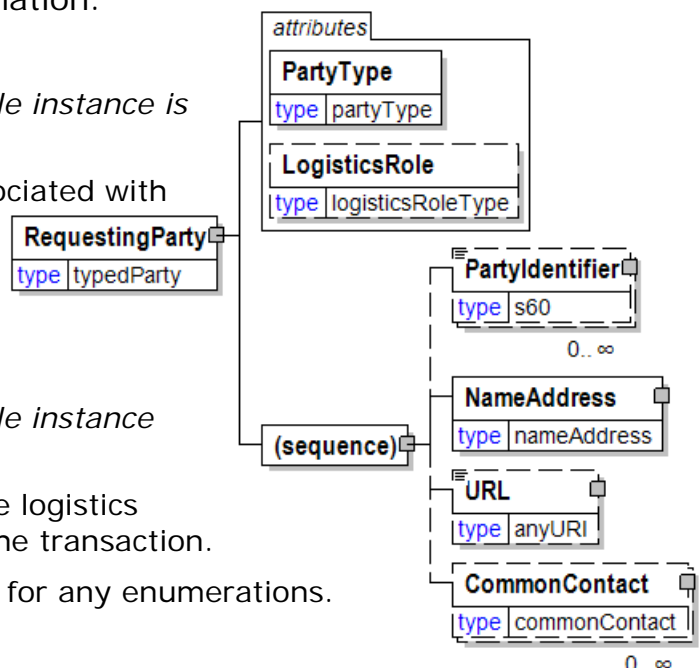 ation.
le instance is
ociated with
le instance
e logistics
he transaction.
for any enumerations.
attributes
PartyType
type partyType
LogisticsRole
type logisticsRoleType
RequestingParty
type typedParty
(sequence)
PartyIdentifier
type s60
0.. ∞
NameAddress
type nameAddress
URL
type anyURI
CommonContact
type commonContact
0.. ∞